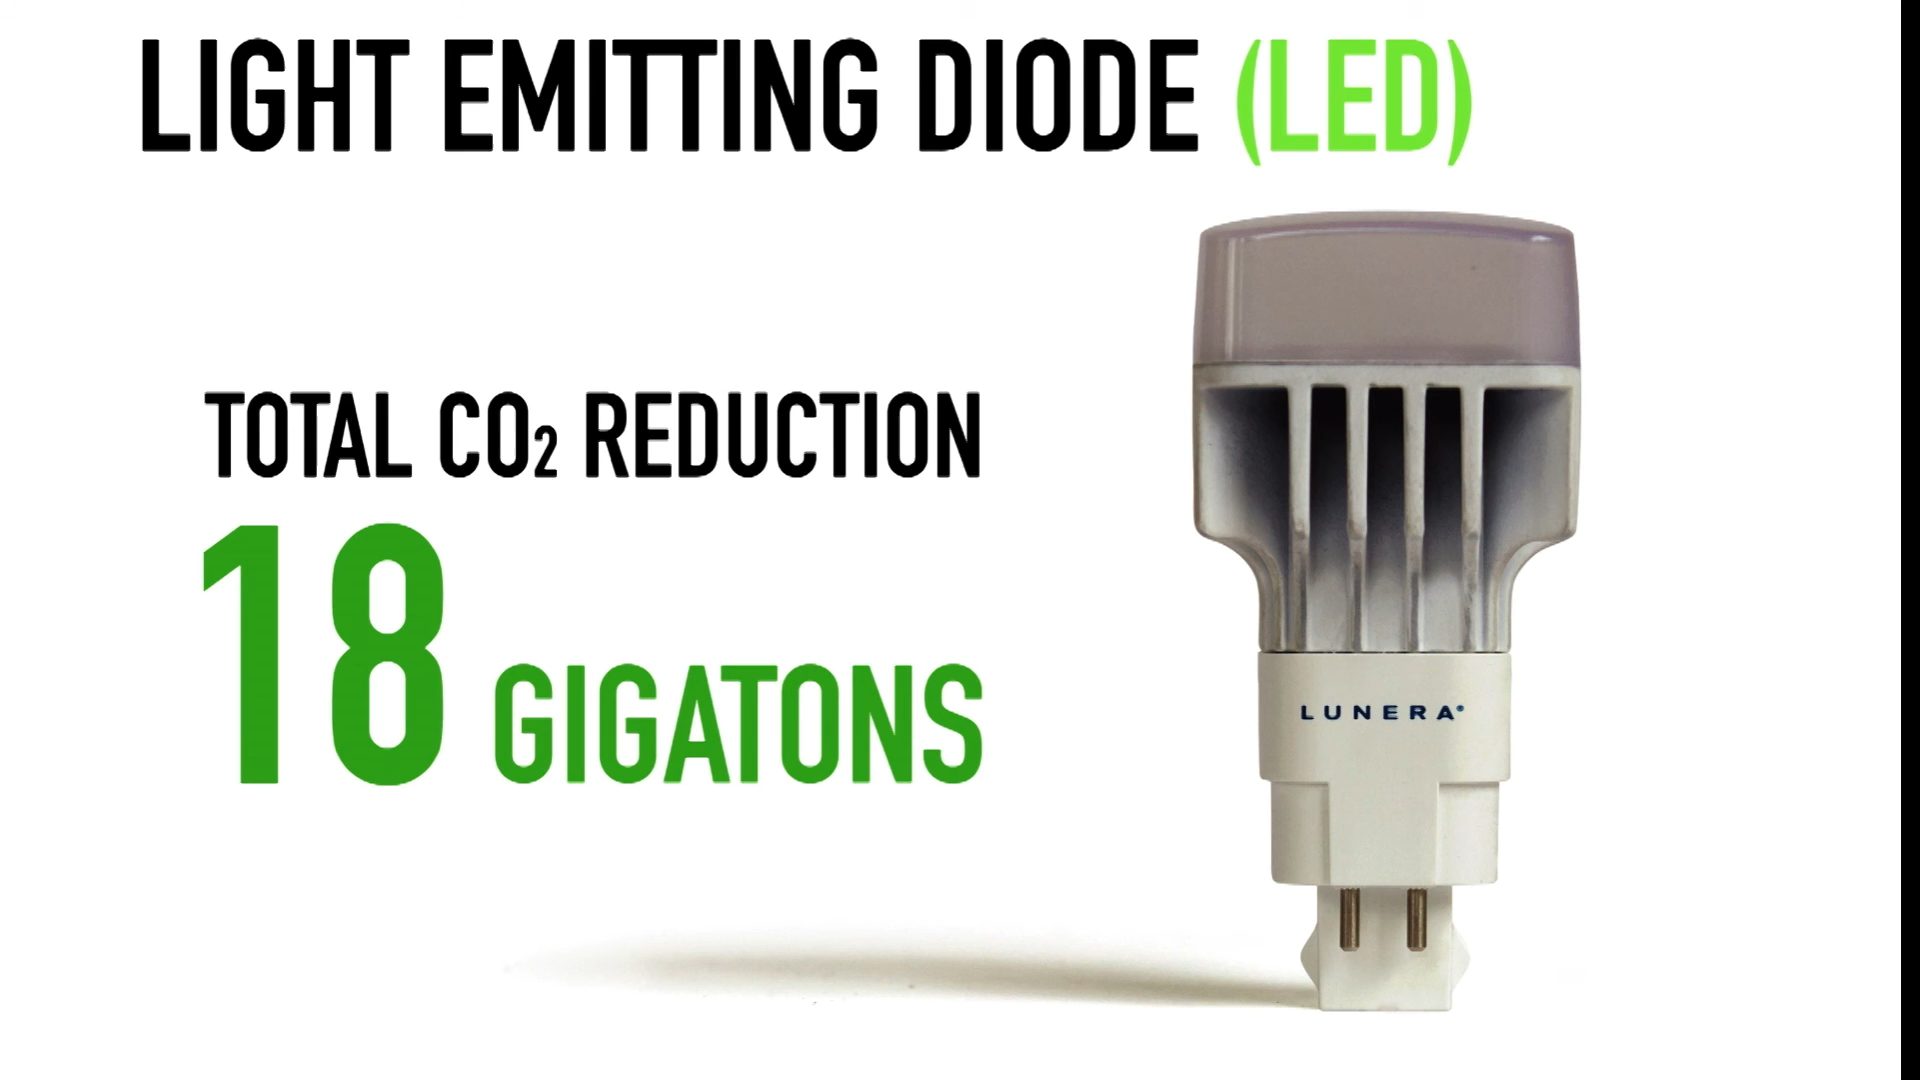 LIGHT EMITTING DIODE (LED)
TOTAL CO₂ REDUCTION
18 GIGATONS
LUNERA®